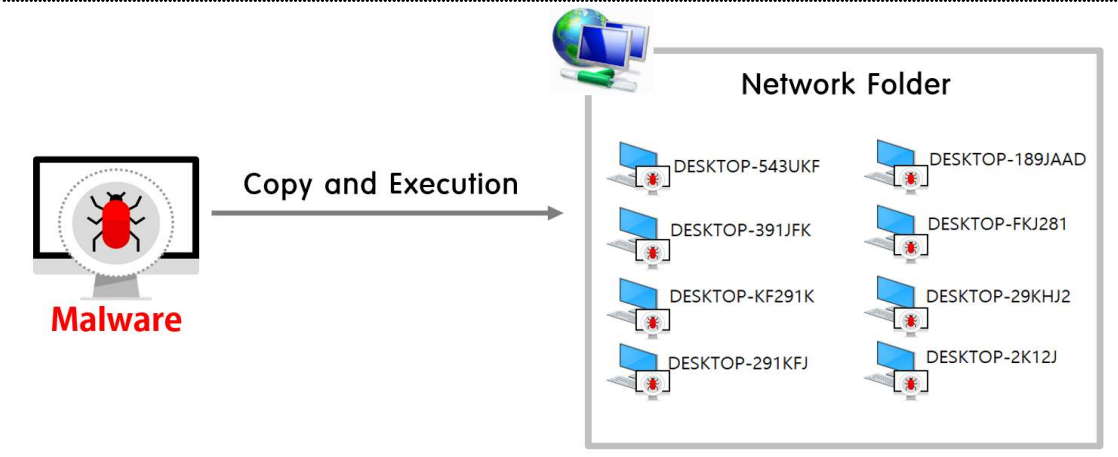 Network Folder
Copy and Execution
Malware
DESKTOP-543UKF
DESKTOP-189JAAD
DESKTOP-391JFK
DESKTOP-FKJ281
DESKTOP-KF291K
DESKTOP-29KHJ2
DESKTOP-291KFJ
DESKTOP-2K12J